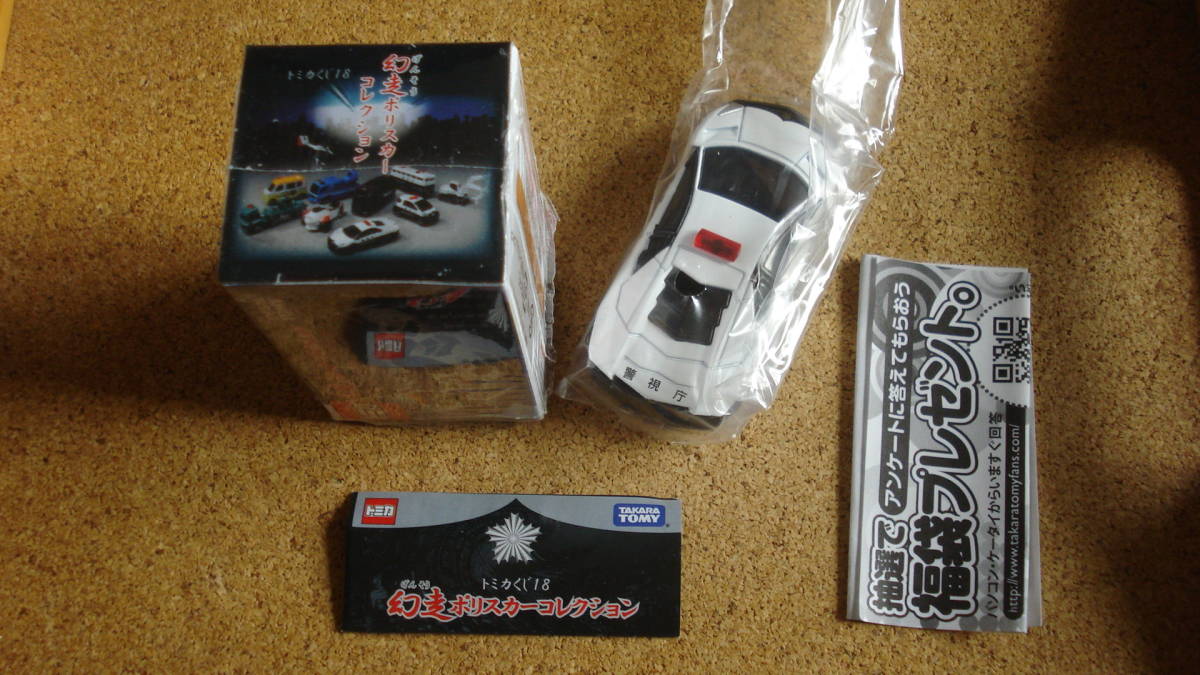 トミカくじ18
げんそう
幻走ポリスカー
コレクション
トミカ
警視庁
トミカ
TAKARA
TOMY
トミカくじ18
げんそう
幻走ポリスカーコレクション
抽選で アンケートに答えてもらおう
福袋プレゼント。
パソコン・ケータイからいますぐ回答
http://www.takaratomyfans.com/